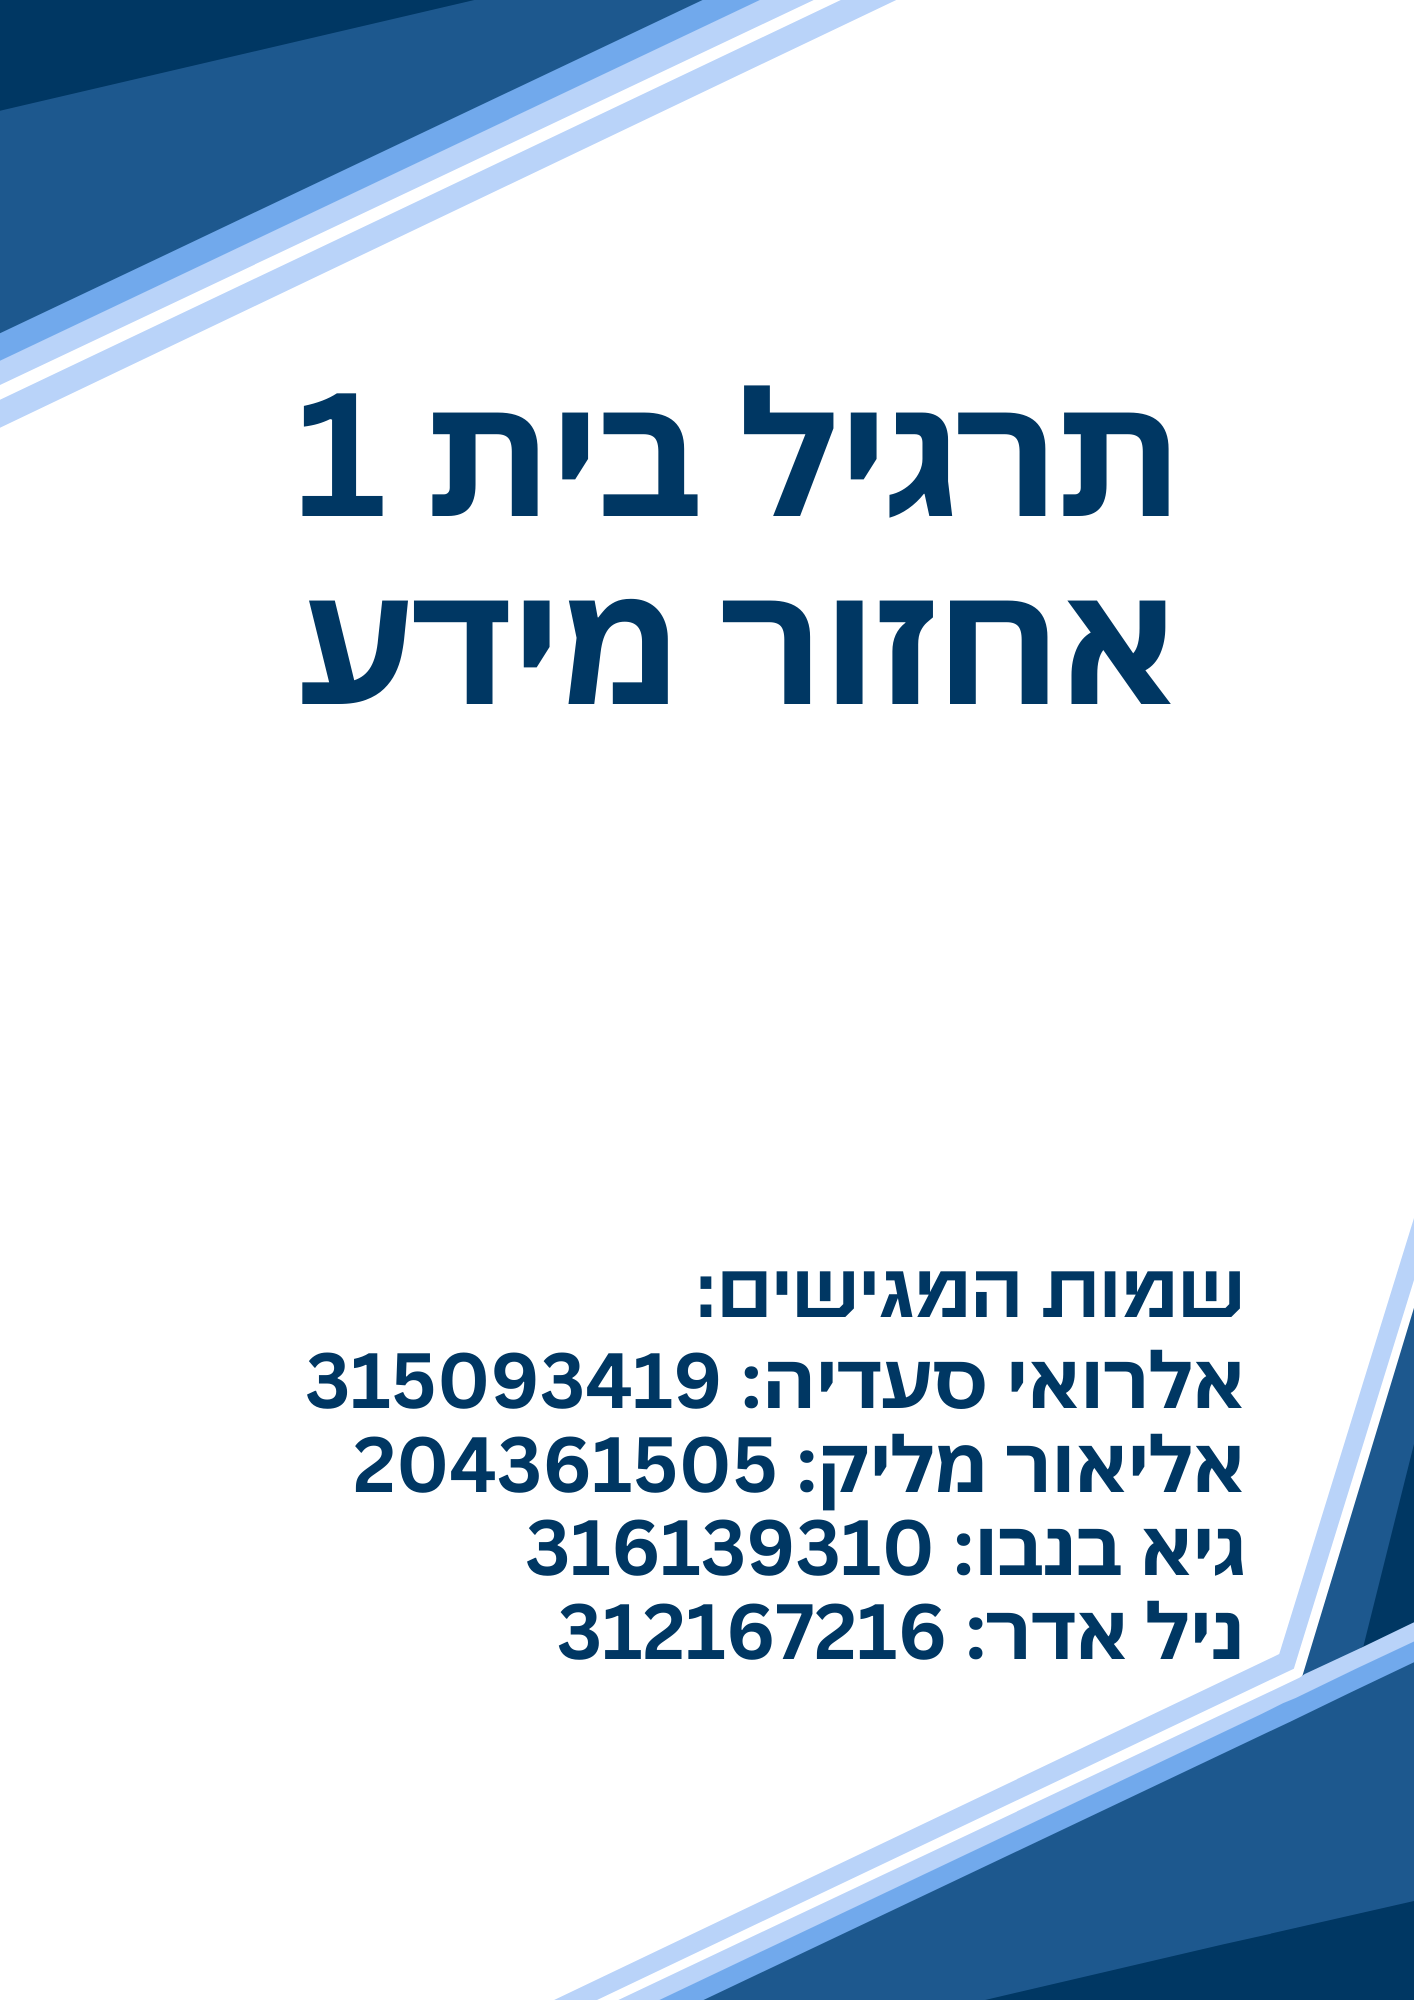 תרגיל בית 1
אחזור מידע
שמות המגישים:
אלרואי סעדיה: 315093419
אליאור מליק: 204361505
גיא בנבו: 316139310
ניל אדר: 312167216